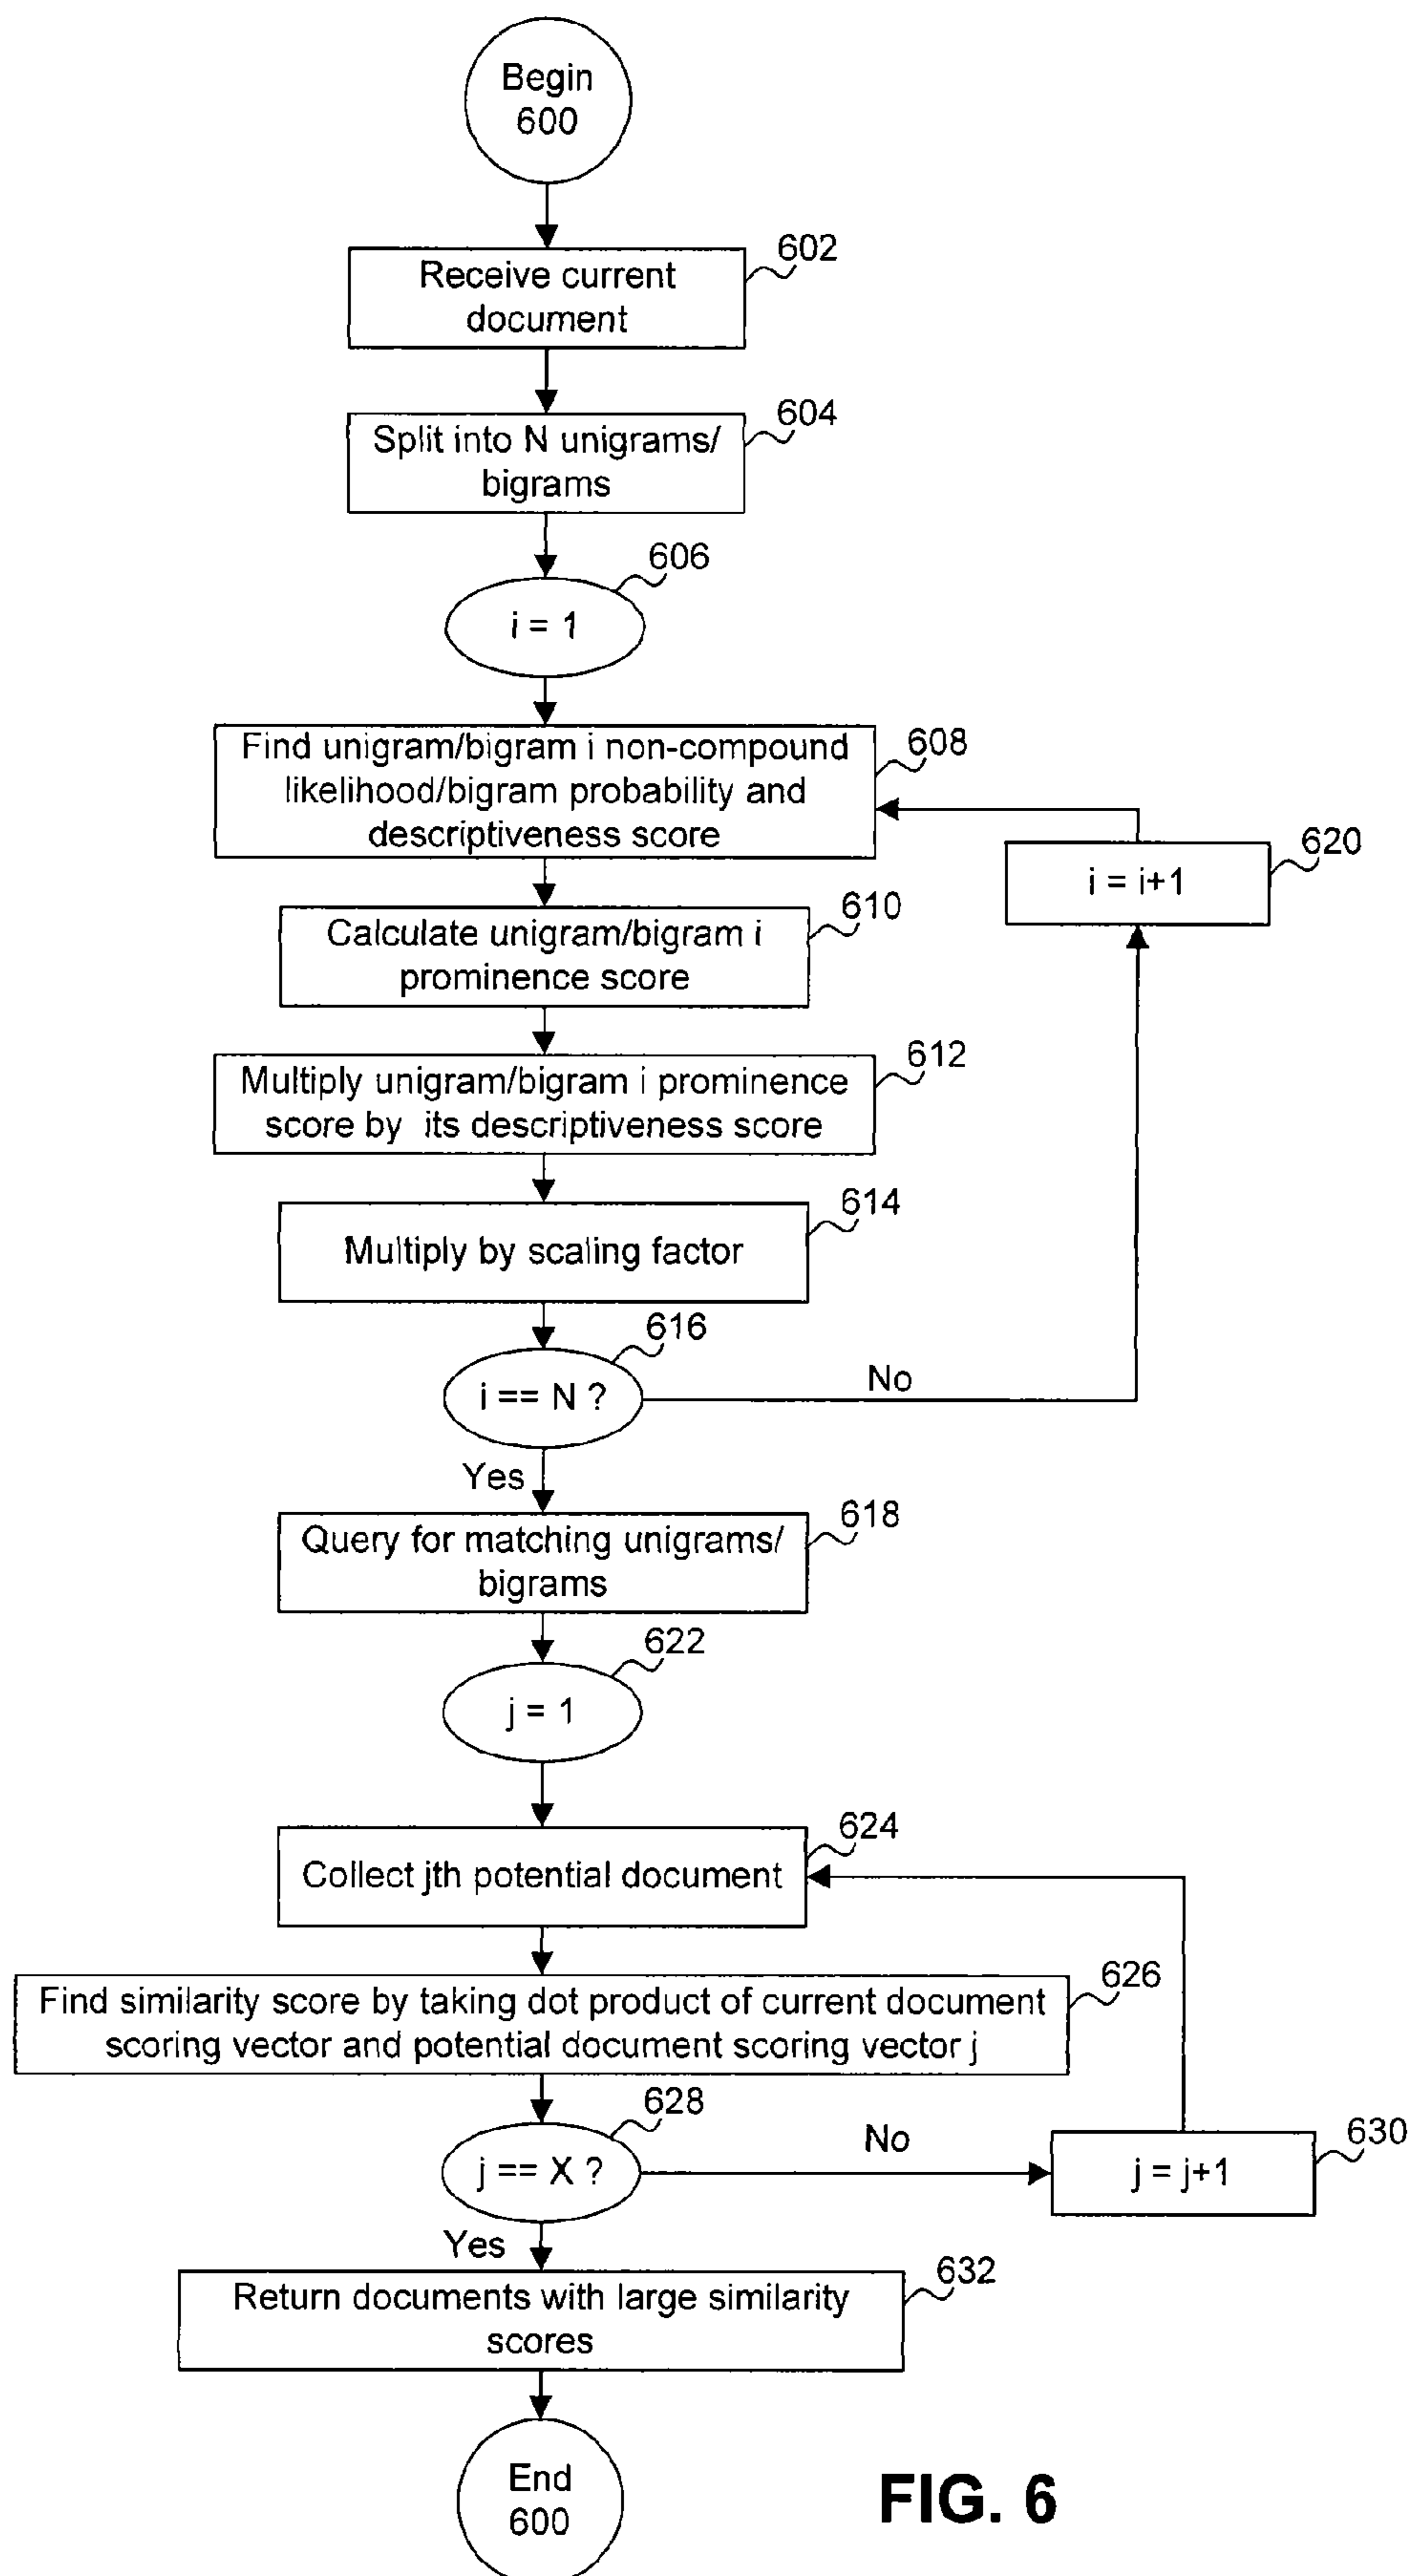 Begin
600
602
Receive current
document
604
Split into N unigrams/
bigrams
606
i = 1
608
Find unigram/bigram i non-compound
likelihood/bigram probability and
descriptiveness score
620
i = i+1
610
Calculate unigram/bigram i
prominence score
612
Multiply unigram/bigram i prominence
score by its descriptiveness score
614
Multiply by scaling factor
616
i == N ?
No
Yes
618
Query for matching unigrams/
bigrams
622
j = 1
624
Collect jth potential document
626
Find similarity score by taking dot product of current document
scoring vector and potential document scoring vector j
628
j == X ?
No
630
j = j+1
Yes
632
Return documents with large similarity
scores
End
600
FIG. 6